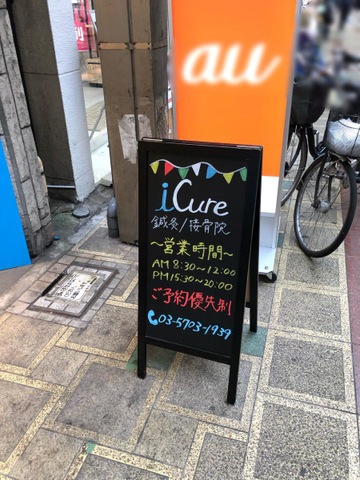 au
iCure
鍼灸/接骨院
～営業時間～
AM 8:30～12:00
PM 15:30～20:00
ご予約優先制
03-5703-1939